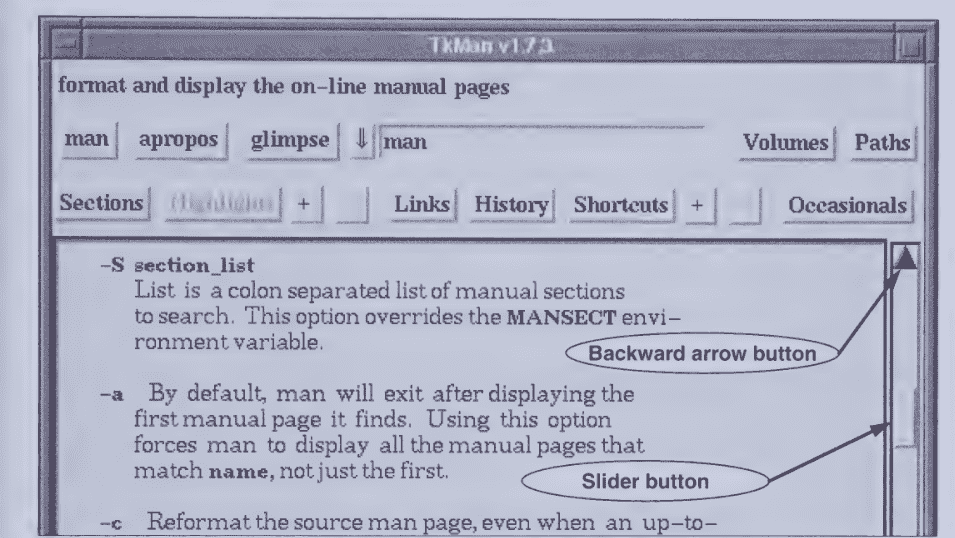 TkMan v1.7.3
format and display the on-line manual pages
man apropos glimpse ⇓ man Volumes Paths
Sections + Links History Shortcuts + Occasionals
-S section_list
List is a colon separated list of manual sections
to search. This option overrides the MANSECT envi-
ronment variable.
Backward arrow button
-a By default, man will exit after displaying the
first manual page it finds. Using this option
forces man to display all the manual pages that
match name, not just the first.
Slider button
-c Reformat the source man page, even when an up-to-